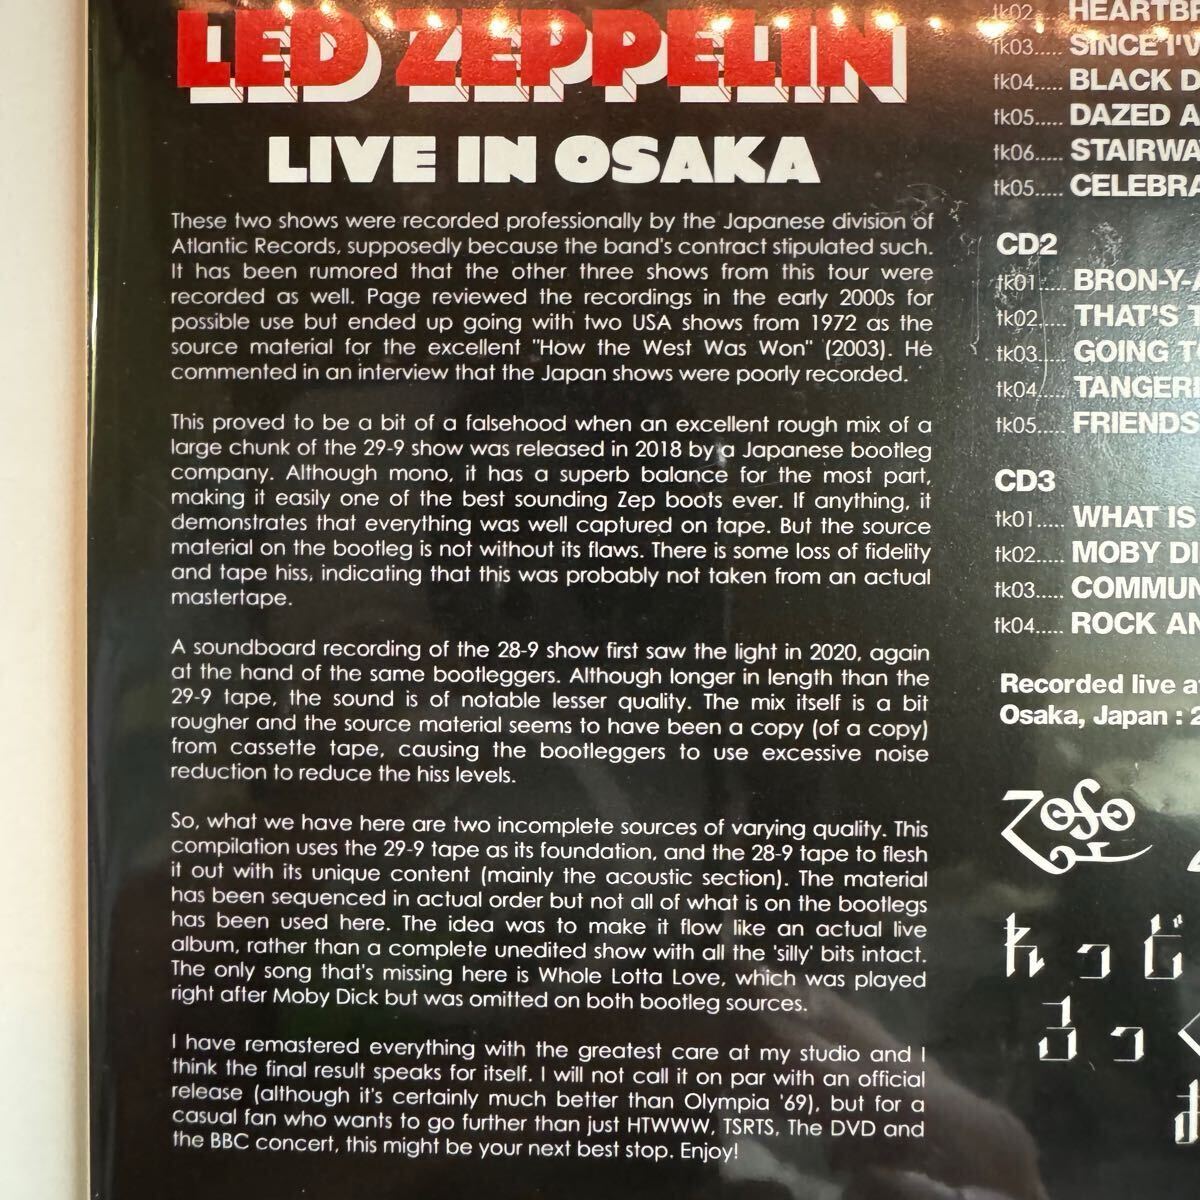 LED ZEPPELIN
LIVE IN OSAKA
These two shows were recorded professionally by the Japanese division of
Atlantic Records, supposedly because the band's contract stipulated such.
It has been rumored that the other three shows from this tour were
recorded as well. Page reviewed the recordings in the early 2000s for
possible use but ended up going with two USA shows from 1972 as the
source material for the excellent "How the West Was Won" (2003). He
commented in an interview that the Japan shows were poorly recorded.
This proved to be a bit of a falsehood when an excellent rough mix of a
large chunk of the 29-9 show was released in 2018 by a Japanese bootleg
company. Although mono, it has a superb balance for the most part,
making it easily one of the best sounding Zep boots ever. If anything, it
demonstrates that everything was well captured on tape. But the source
material on the bootleg is not without its flaws. There is some loss of fidelity
and tape hiss, indicating that this was probably not taken from an actual
mastertape.
A soundboard recording of the 28-9 show first saw the light in 2020, again
at the hand of the same bootleggers. Although longer in length than the
29-9 tape, the sound is of notable lesser quality. The mix itself is a bit
rougher and the source material seems to have been a copy (of a copy)
from cassette tape, causing the bootleggers to use excessive noise
reduction to reduce the hiss levels.
So, what we have here are two incomplete sources of varying quality. This
compilation uses the 29-9 tape as its foundation, and the 28-9 tape to flesh
it out with its unique content (mainly the acoustic section). The material
has been sequenced in actual order but not all of what is on the bootlegs
has been used here. The idea was to make it flow like an actual live
album, rather than a complete unedited show with all the 'silly' bits intact.
The only song that's missing here is Whole Lotta Love, which was played
right after Moby Dick but was omitted on both bootleg sources.
I have remastered everything with the greatest care at my studio and I
think the final result speaks for itself. I will not call it on par with an official
release (although it's certainly much better than Olympia '69), but for a
casual fan who wants to go further than just HTWWW, TSRTS, The DVD and
the BBC concert, this might be your next best stop. Enjoy!
tk02..... HEARTBR
tk03..... SINCE I'V
tk04..... BLACK D
tk05..... DAZED A
tk06..... STAIRWA
tk05..... CELEBRA
CD2
tk01..... BRON-Y-A
tk02..... THAT'S T
tk03..... GOING TO
tk04..... TANGERI
tk05..... FRIENDS
CD3
tk01..... WHAT IS
tk02..... MOBY DI
tk03..... COMMUN
tk04..... ROCK AN
Recorded live at
Osaka, Japan : 2
ZoSo
れっじ
ろっく